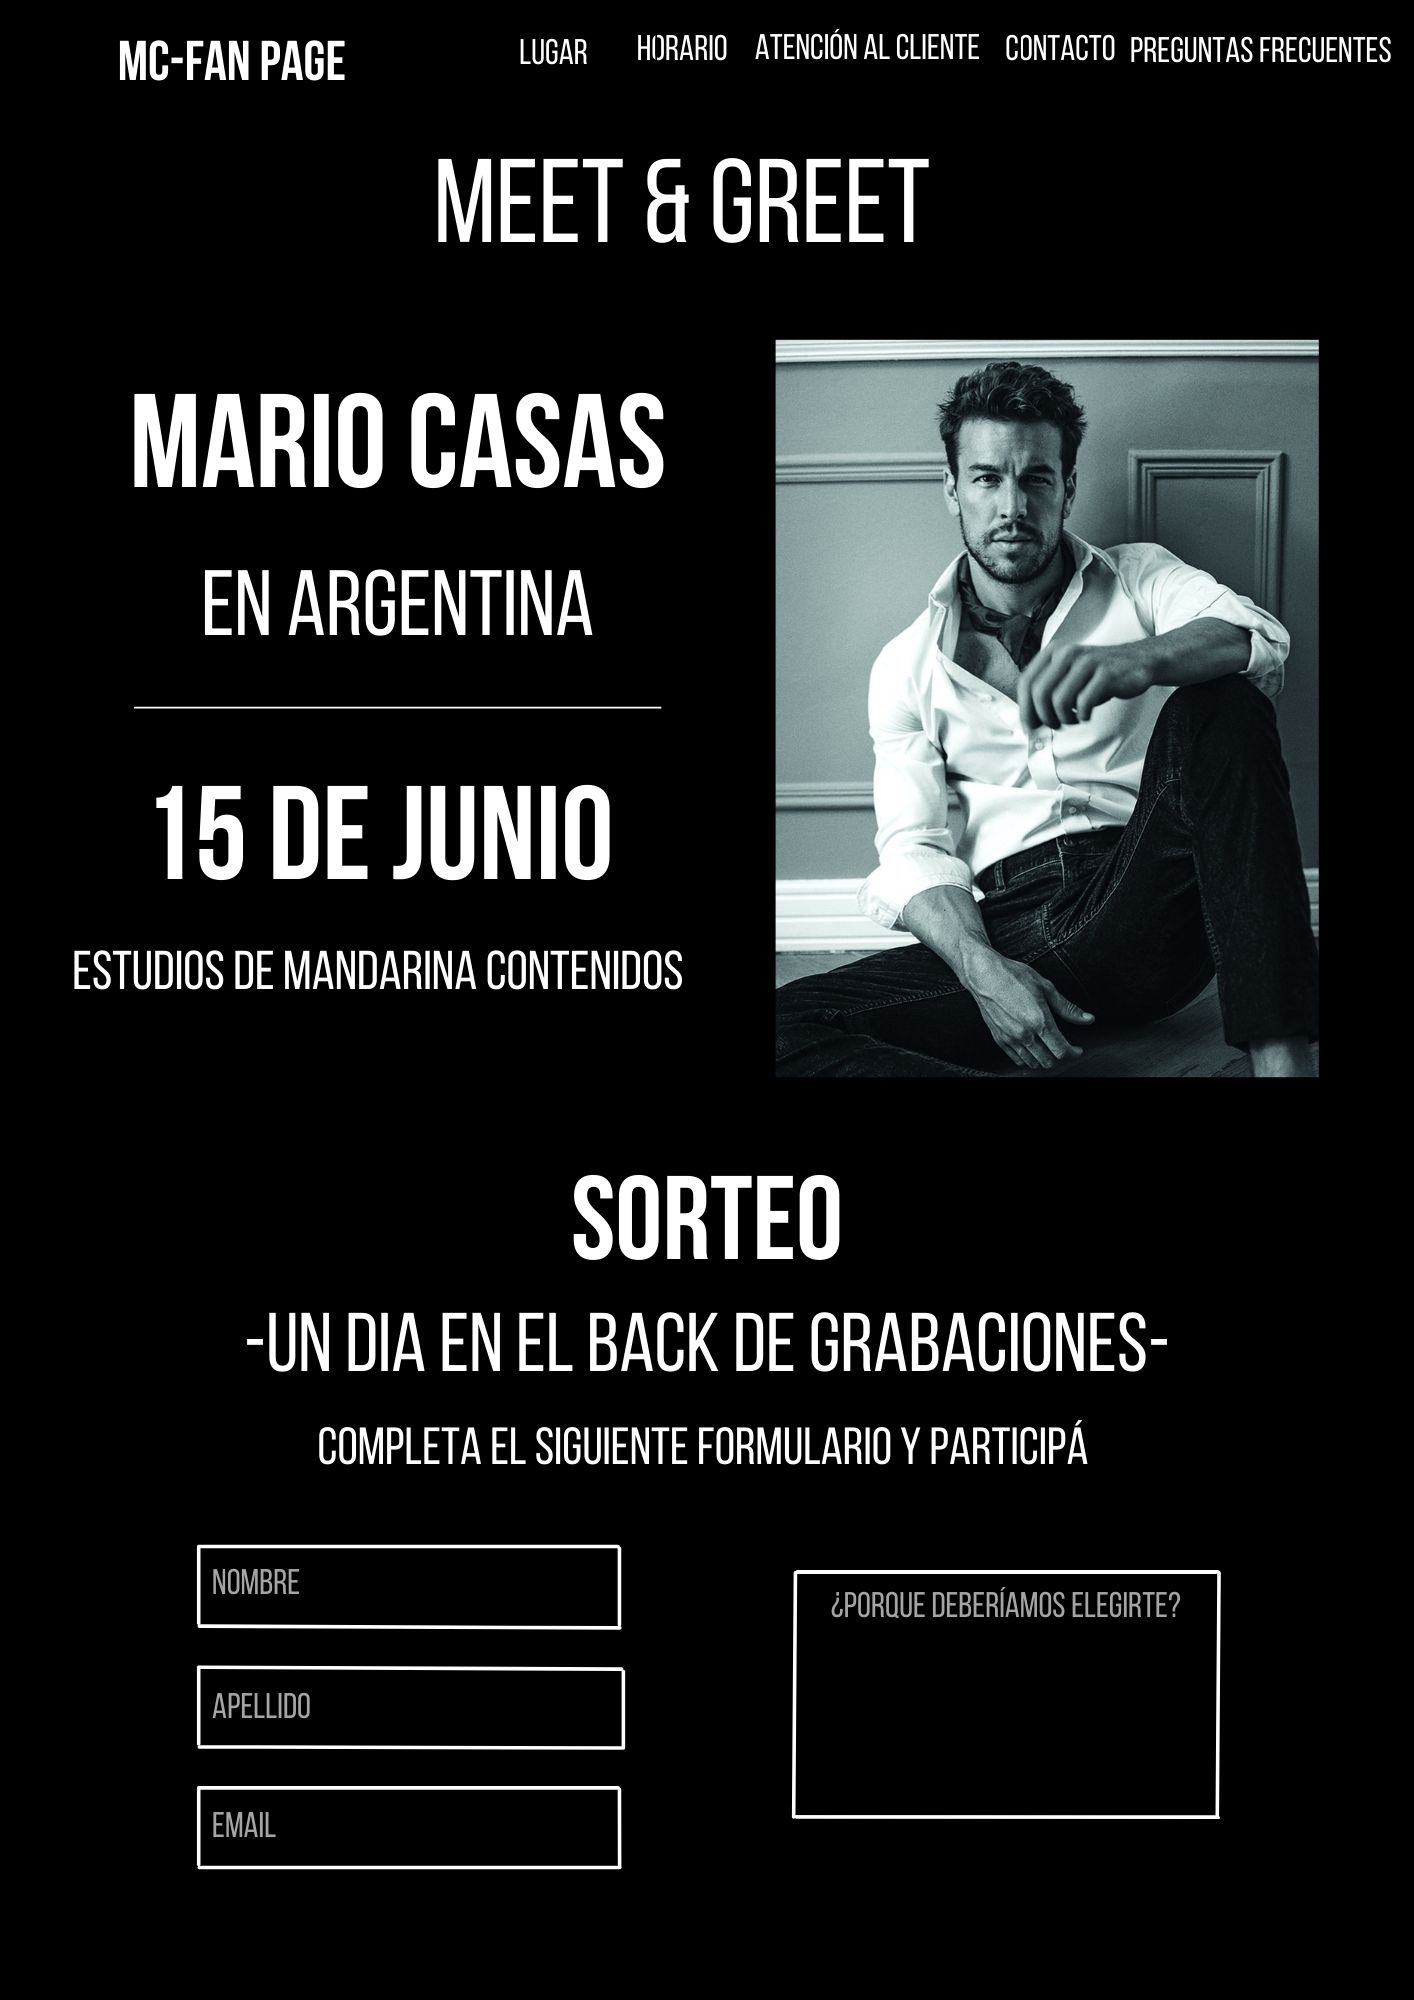 MC-FAN PAGE
LUGAR
HORARIO
ATENCIÓN AL CLIENTE
CONTACTO
PREGUNTAS FRECUENTES
MEET & GREET
MARIO CASAS
EN ARGENTINA
15 DE JUNIO
ESTUDIOS DE MANDARINA CONTENIDOS
SORTEO
-UN DIA EN EL BACK DE GRABACIONES-
COMPLETA EL SIGUIENTE FORMULARIO Y PARTICIPÁ
NOMBRE
APELLIDO
EMAIL
¿PORQUE DEBERÍAMOS ELEGIRTE?